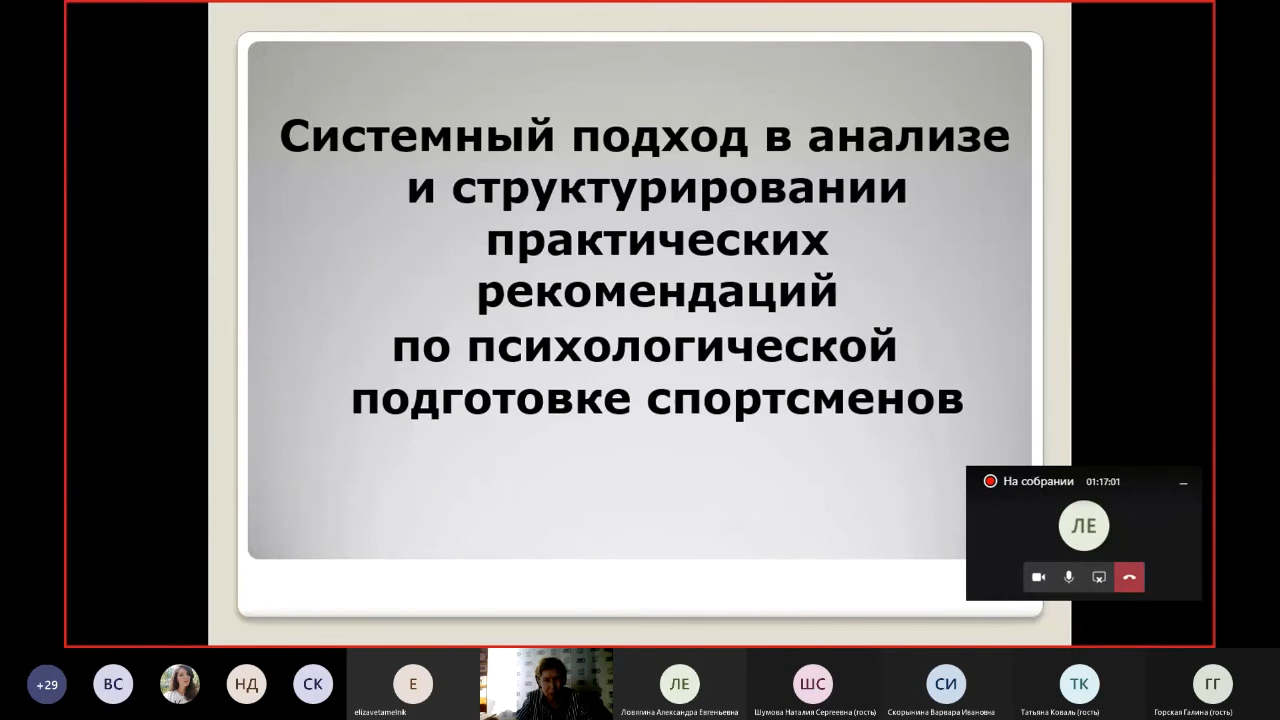 Системный подход в анализе
и структурировании
практических
рекомендаций
по психологической
подготовке спортсменов
На собрании 01:17:01
ЛЕ
+29
ВС
НД
СК
E
elizavetamelnik
ЛЕ
Ловягина Александра Евгеньевна
ШС
Шумова Наталия Сергеевна (гость)
СИ
Скорынина Варвара Ивановна
ТК
Татьяна Коваль (гость)
ГГ
Горская Галина (гость)